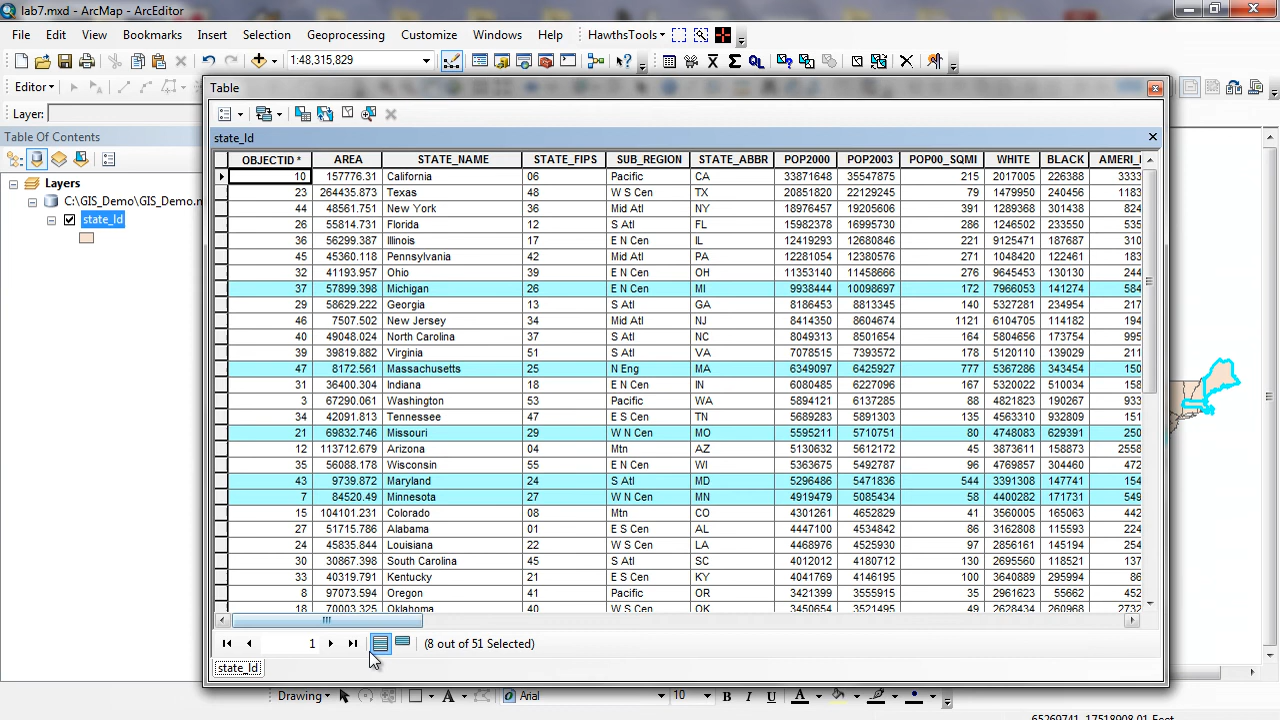 lab7.mxd - ArcMap - ArcEditor
File Edit View Bookmarks Insert Selection Geoprocessing Customize Windows Help HawthsTools
1:48,315,829
Editor
Table
Layer:
Table Of Contents
state_ld
Layers
C:\GIS_Demo\GIS_Demo.n
state_ld
OBJECTID * AREA STATE_NAME STATE_FIPS SUB_REGION STATE_ABBR POP2000 POP2003 POP00_SQMI WHITE BLACK AMERI_
10 157776.31 California 06 Pacific CA 33871648 35547875 215 2017005 226388 3333
23 264435.873 Texas 48 W S Cen TX 20851820 22129245 79 1479950 240456 1183
44 48561.751 New York 36 Mid Atl NY 18976457 19205606 391 1289368 301438 824
26 55814.731 Florida 12 S Atl FL 15982378 16995730 286 1246502 233550 535
36 56299.387 Illinois 17 E N Cen IL 12419293 12680846 221 9125471 187687 310
45 45360.118 Pennsylvania 42 Mid Atl PA 12281054 12380576 271 1048420 122461 183
32 41193.957 Ohio 39 E N Cen OH 11353140 11458666 276 9645453 130130 244
37 57899.398 Michigan 26 E N Cen MI 9938444 10098697 172 7966053 141274 584
29 58629.222 Georgia 13 S Atl GA 8186453 8813345 140 5327281 234954 217
46 7507.502 New Jersey 34 Mid Atl NJ 8414350 8604674 1121 6104705 114182 194
40 49048.024 North Carolina 37 S Atl NC 8049313 8501654 164 5804656 173754 995
39 39819.882 Virginia 51 S Atl VA 7078515 7393572 178 5120110 139029 211
47 8172.561 Massachusetts 25 N Eng MA 6349097 6425927 777 5367286 343454 150
31 36400.304 Indiana 18 E N Cen IN 6080485 6227096 167 5320022 510034 158
3 67290.061 Washington 53 Pacific WA 5894121 6137285 88 4821823 190267 933
34 42091.813 Tennessee 47 E S Cen TN 5689283 5891303 135 4563310 932809 151
21 69832.746 Missouri 29 W N Cen MO 5595211 5710751 80 4748083 629391 250
12 113712.679 Arizona 04 Mtn AZ 5130632 5612172 45 3873611 158873 2558
35 56088.178 Wisconsin 55 E N Cen WI 5363675 5492787 96 4769857 304460 472
43 9739.872 Maryland 24 S Atl MD 5296486 5471836 544 3391308 147741 154
7 84520.49 Minnesota 27 W N Cen MN 4919479 5085434 58 4400282 171731 549
15 104101.231 Colorado 08 Mtn CO 4301261 4652829 41 3560005 165063 442
27 51715.786 Alabama 01 E S Cen AL 4447100 4534842 86 3162808 115593 224
24 45835.844 Louisiana 22 W S Cen LA 4468976 4525930 97 2856161 145194 254
30 30867.398 South Carolina 45 S Atl SC 4012012 4180712 130 2695560 118521 137
33 40319.791 Kentucky 21 E S Cen KY 4041769 4146195 100 3640889 295994 86
8 97073.594 Oregon 41 Pacific OR 3421399 3555915 35 2961623 55662 452
18 70003.325 Oklahoma 40 W S Cen OK 3450654 3521495 49 2628434 260968 2732
1 (8 out of 51 Selected)
state_ld
Drawing Arial 10 B I U A